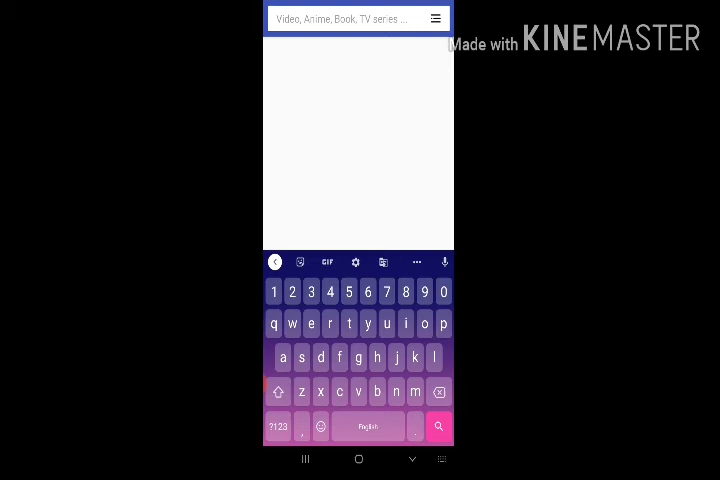 Video, Anime, Book, TV series ...
Made with KINEMASTER
GIF
1 2 3 4 5 6 7 8 9 0
q w e r t y u i o p
a s d f g h j k l
z x c v b n m
?123 , English .